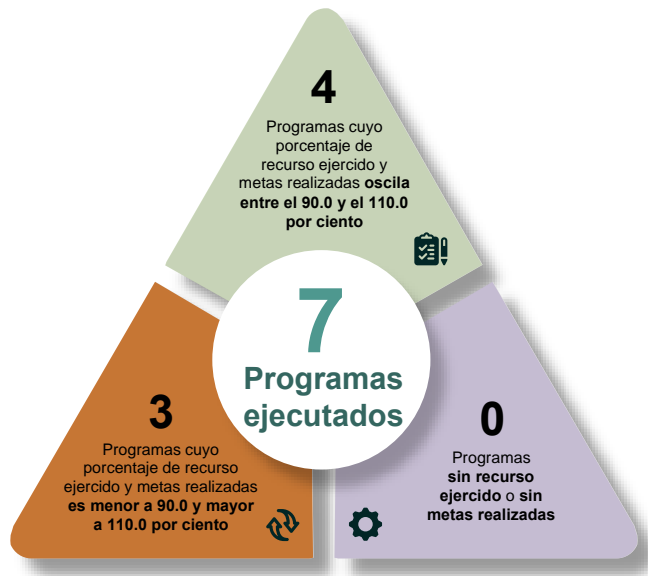 4
Programas cuyo
porcentaje de
recurso ejercido y
metas realizadas oscila
entre el 90.0 y el 110.0
por ciento
7
Programas
ejecutados
3
Programas cuyo
porcentaje de recurso
ejercido y metas realizadas
es menor a 90.0 y mayor
a 110.0 por ciento
0
Programas
sin recurso
ejercido o sin
metas realizadas